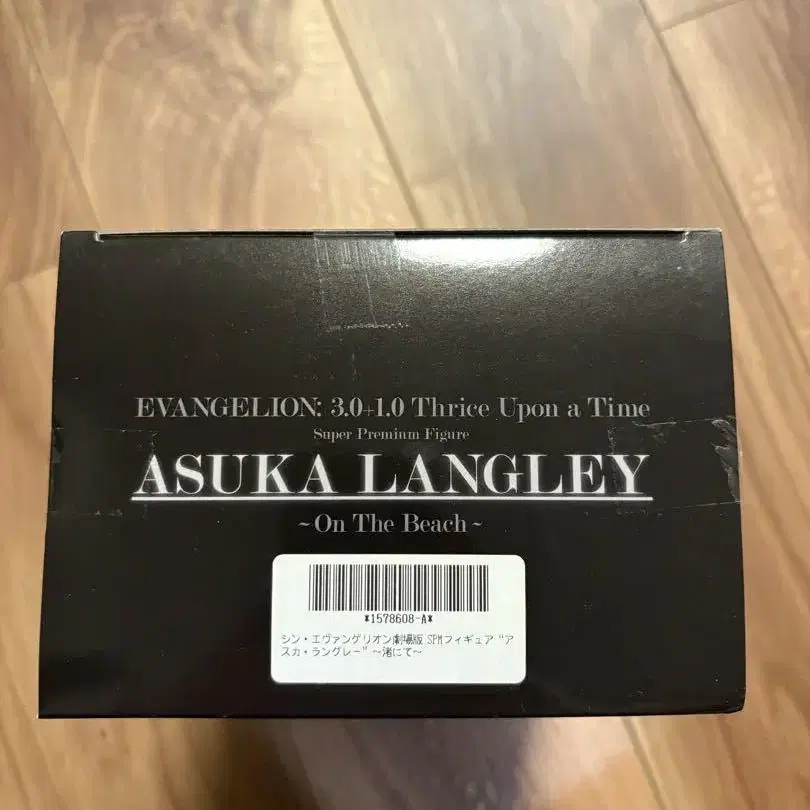 EVANGELION: 3.0+1.0 Thrice Upon a Time
Super Premium Figure
ASUKA LANGLEY
~On The Beach~
*1578608-A*
シン・エヴァンゲリオン劇場版 SPMフィギュア “ア
スカ・ラングレー” ～渚にて～